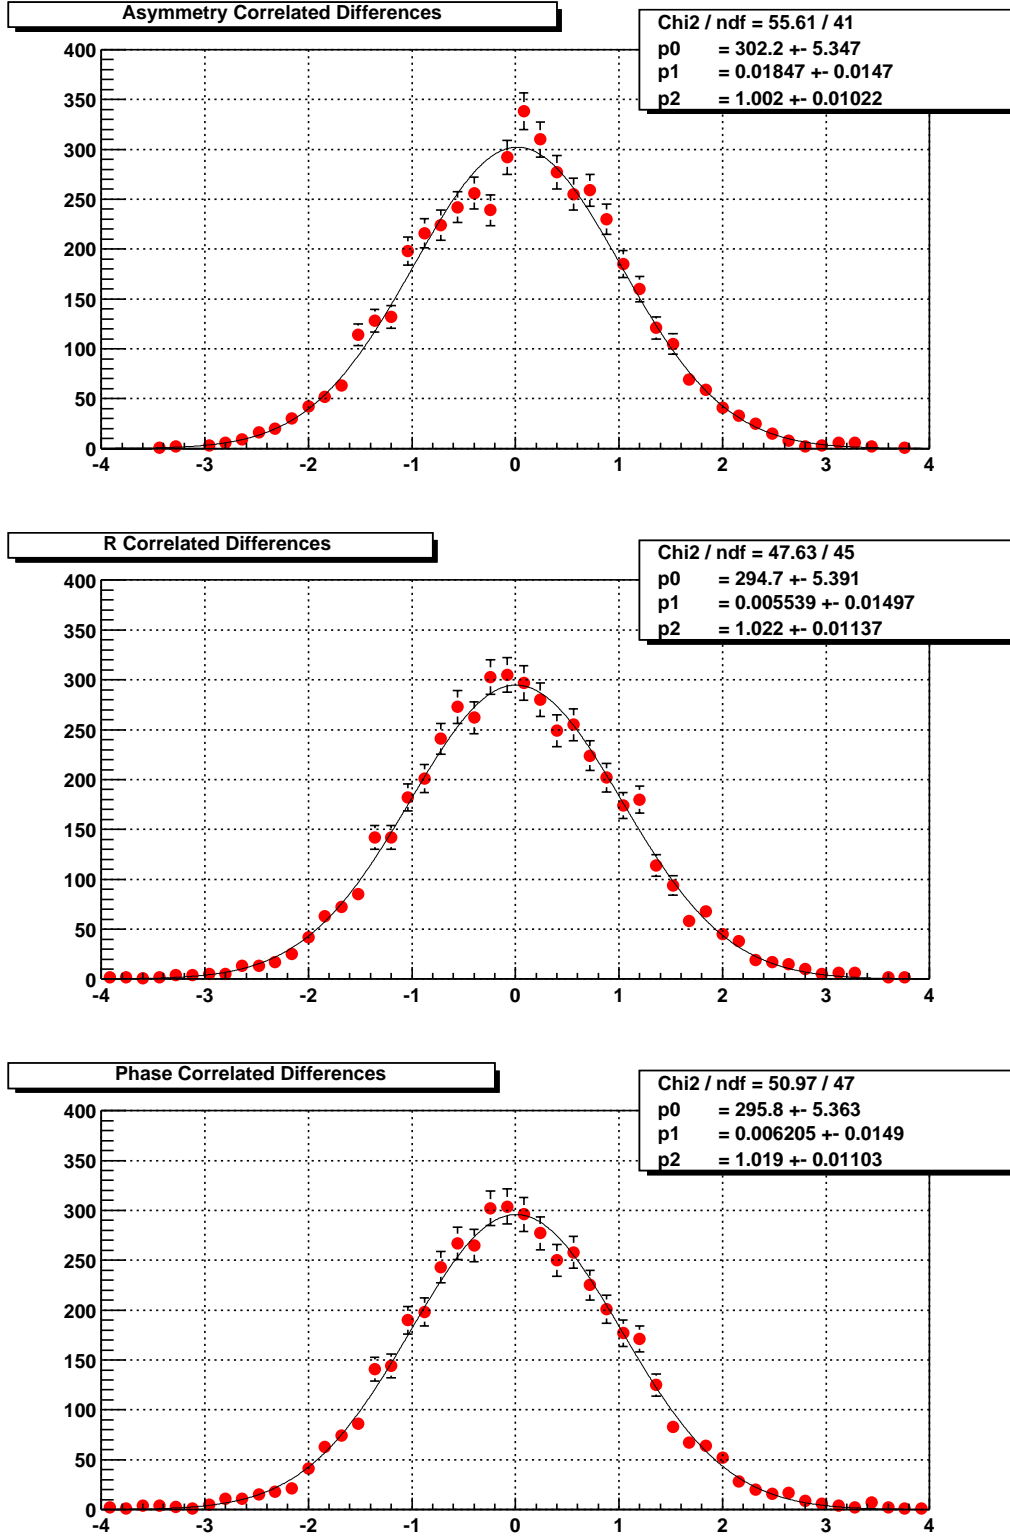 Asymmetry Correlated Differences
Chi2 / ndf = 55.61 / 41
p0 = 302.2 +- 5.347
p1 = 0.01847 +- 0.0147
p2 = 1.002 +- 0.01022
400
350
300
250
200
150
100
50
0
-4 -3 -2 -1 0 1 2 3 4
R Correlated Differences
Chi2 / ndf = 47.63 / 45
p0 = 294.7 +- 5.391
p1 = 0.005539 +- 0.01497
p2 = 1.022 +- 0.01137
400
350
300
250
200
150
100
50
0
-4 -3 -2 -1 0 1 2 3 4
Phase Correlated Differences
Chi2 / ndf = 50.97 / 47
p0 = 295.8 +- 5.363
p1 = 0.006205 +- 0.0149
p2 = 1.019 +- 0.01103
400
350
300
250
200
150
100
50
0
-4 -3 -2 -1 0 1 2 3 4